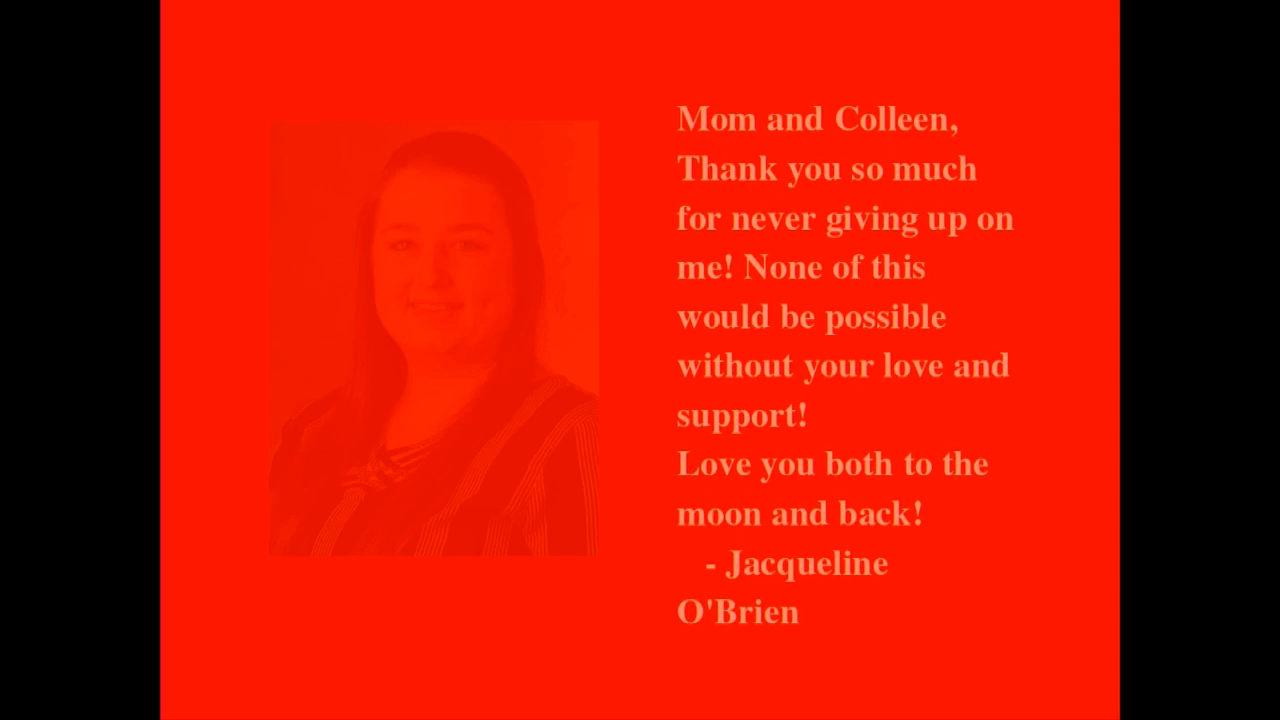 Mom and Colleen,
Thank you so much
for never giving up on
me! None of this
would be possible
without your love and
support!
Love you both to the
moon and back!
- Jacqueline
O'Brien